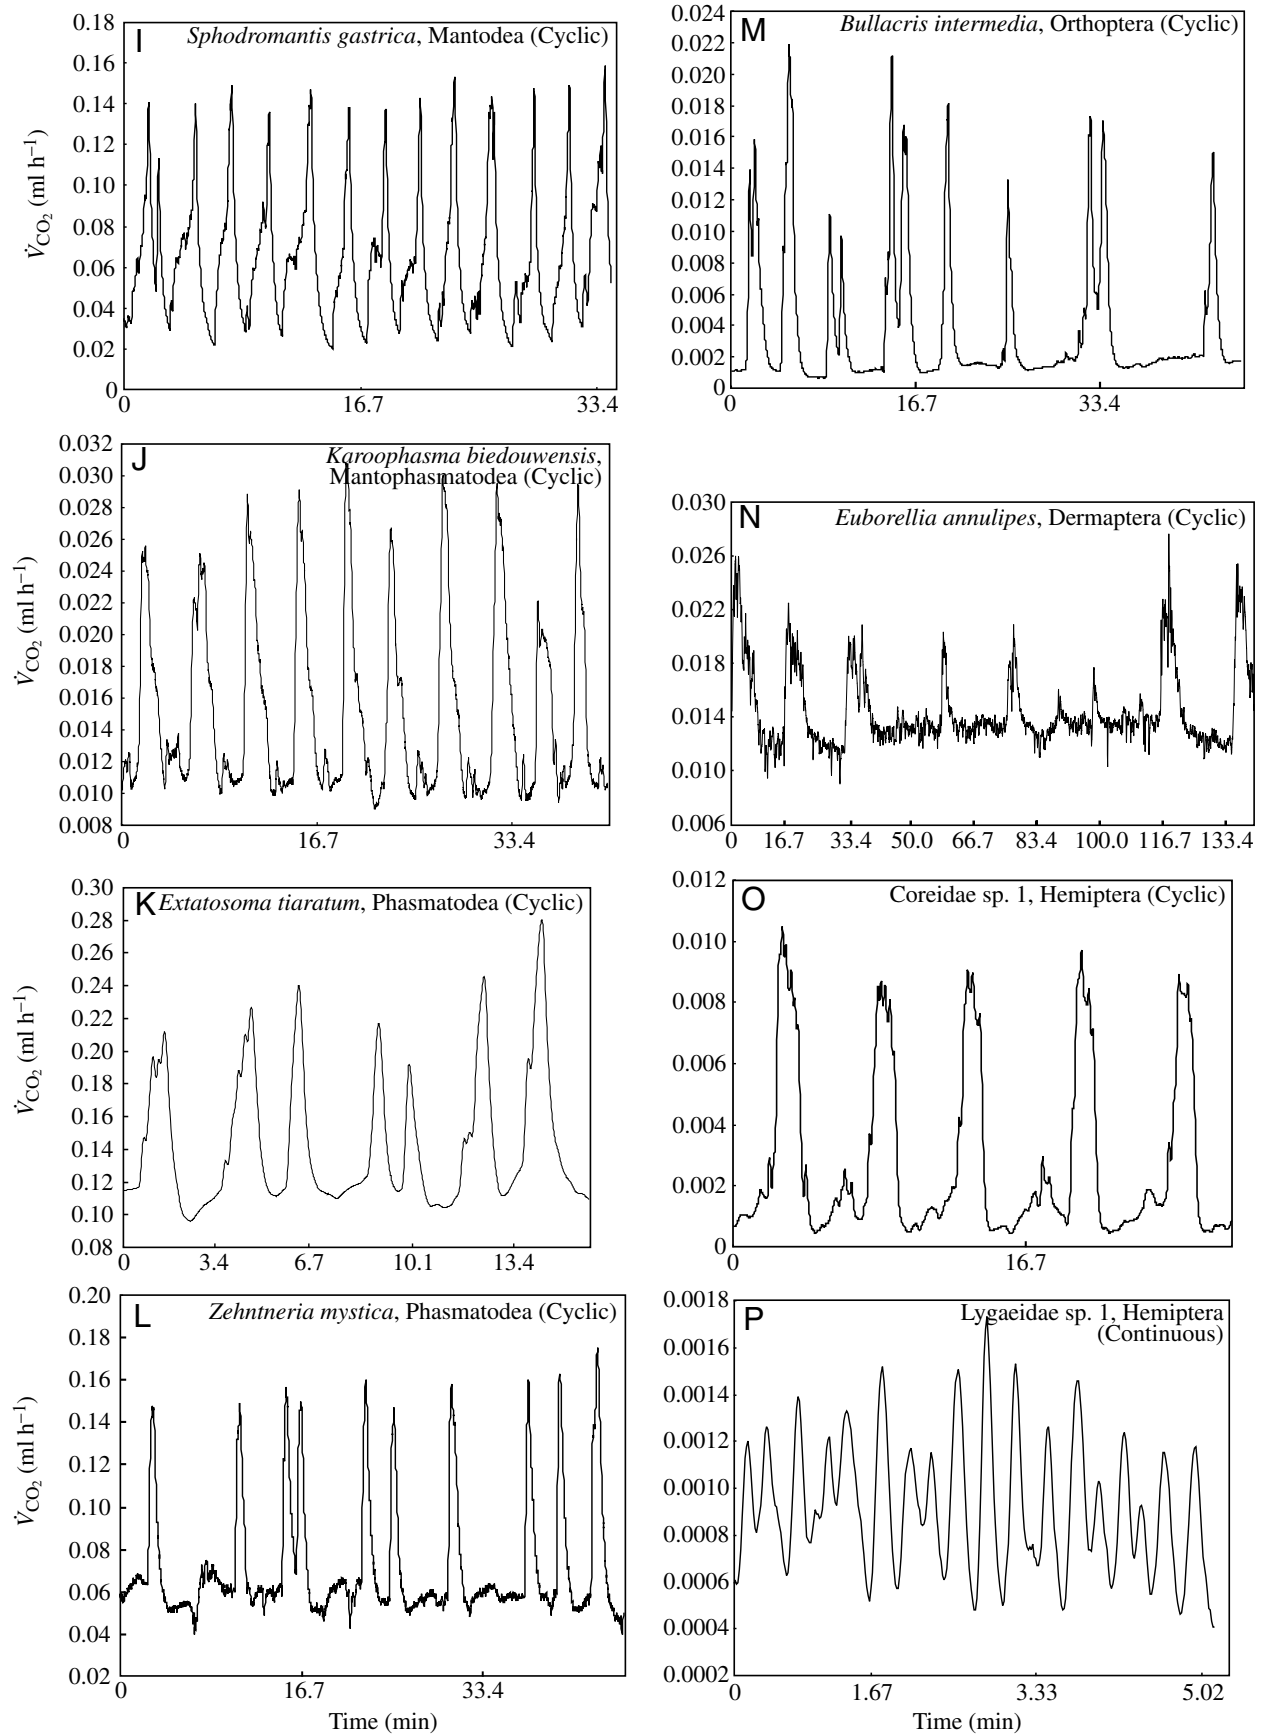 I
Sphodromantis gastrica, Mantodea (Cyclic)
V̇CO₂ (ml h⁻¹)
0.18
0.16
0.14
0.12
0.10
0.08
0.06
0.04
0.02
0
0 16.7 33.4
J
Karoophasma biedouwensis,
Mantophasmatodea (Cyclic)
V̇CO₂ (ml h⁻¹)
0.032
0.030
0.028
0.026
0.024
0.022
0.020
0.018
0.016
0.014
0.012
0.010
0.008
0 16.7 33.4
K Extatosoma tiaratum, Phasmatodea (Cyclic)
V̇CO₂ (ml h⁻¹)
0.30
0.28
0.26
0.24
0.22
0.20
0.18
0.16
0.14
0.12
0.10
0.08
0 3.4 6.7 10.1 13.4
L
Zehntneria mystica, Phasmatodea (Cyclic)
V̇CO₂ (ml h⁻¹)
0.20
0.18
0.16
0.14
0.12
0.10
0.08
0.06
0.04
0.02
0 16.7 33.4
Time (min)
M
Bullacris intermedia, Orthoptera (Cyclic)
0.024
0.022
0.020
0.018
0.016
0.014
0.012
0.010
0.008
0.006
0.004
0.002
0
0 16.7 33.4
N
Euborellia annulipes, Dermaptera (Cyclic)
0.030
0.026
0.022
0.018
0.014
0.010
0.006
0 16.7 33.4 50.0 66.7 83.4 100.0 116.7 133.4
O
Coreidae sp. 1, Hemiptera (Cyclic)
0.012
0.010
0.008
0.006
0.004
0.002
0
0 16.7
P
Lygaeidae sp. 1, Hemiptera
(Continuous)
0.0018
0.0016
0.0014
0.0012
0.0010
0.0008
0.0006
0.0004
0.0002
0 1.67 3.33 5.02
Time (min)